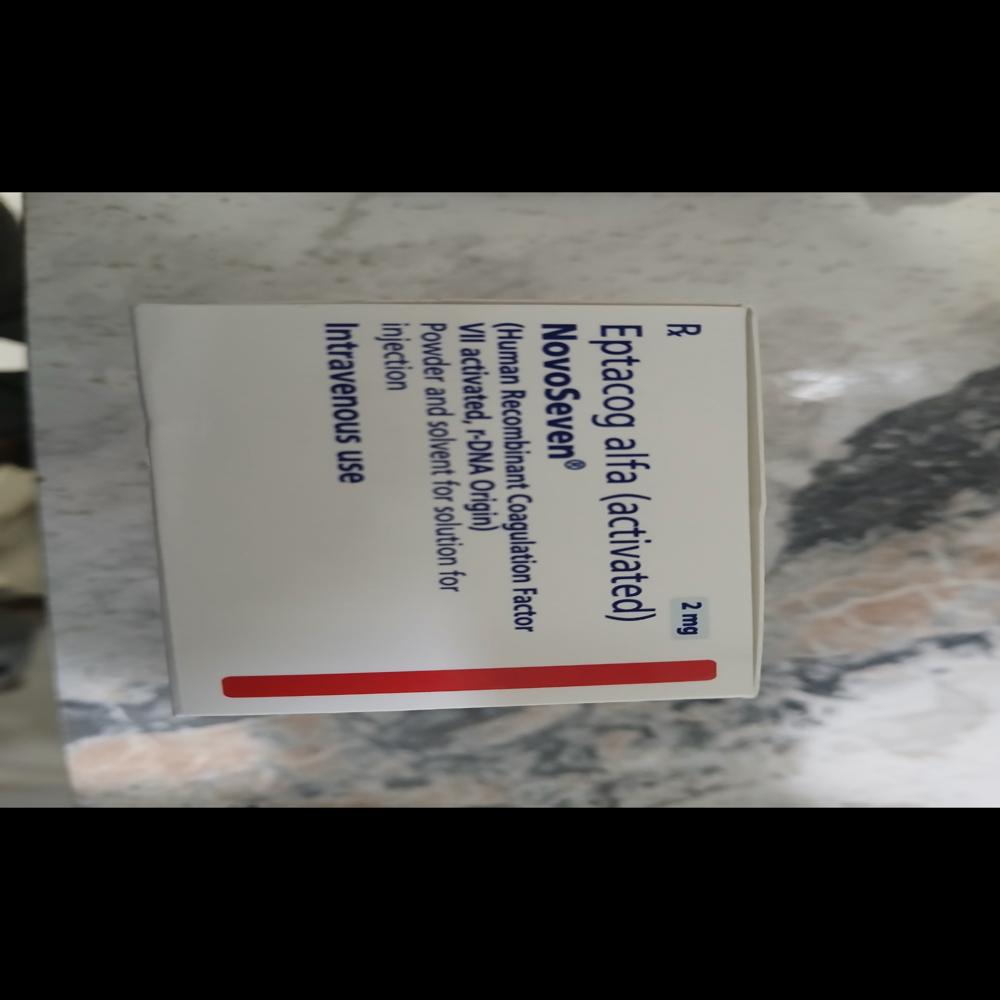 Rx
2 mg
Eptacog alfa (activated)
NovoSeven®
(Human Recombinant Coagulation Factor
VII activated, r-DNA Origin)
Powder and solvent for solution for
injection
Intravenous use